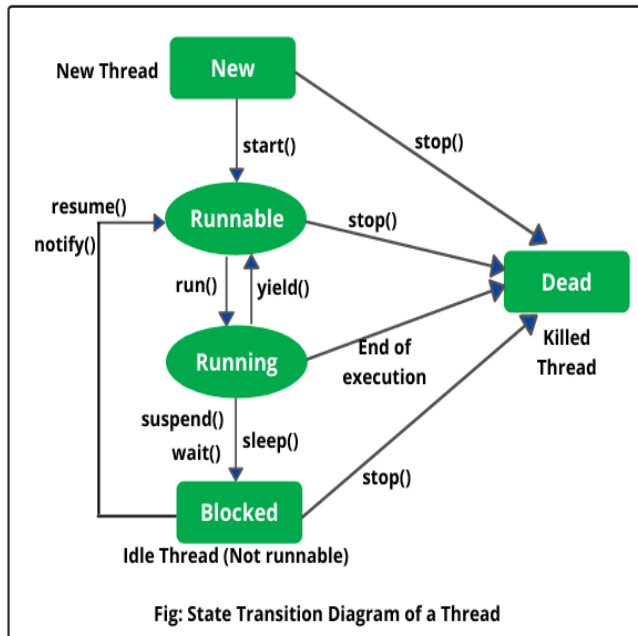 New Thread
New
start()
stop()
resume()
notify()
Runnable
stop()
run()
yield()
Dead
Killed
Thread
Running
End of
execution
suspend()
wait()
sleep()
stop()
Blocked
Idle Thread (Not runnable)
Fig: State Transition Diagram of a Thread